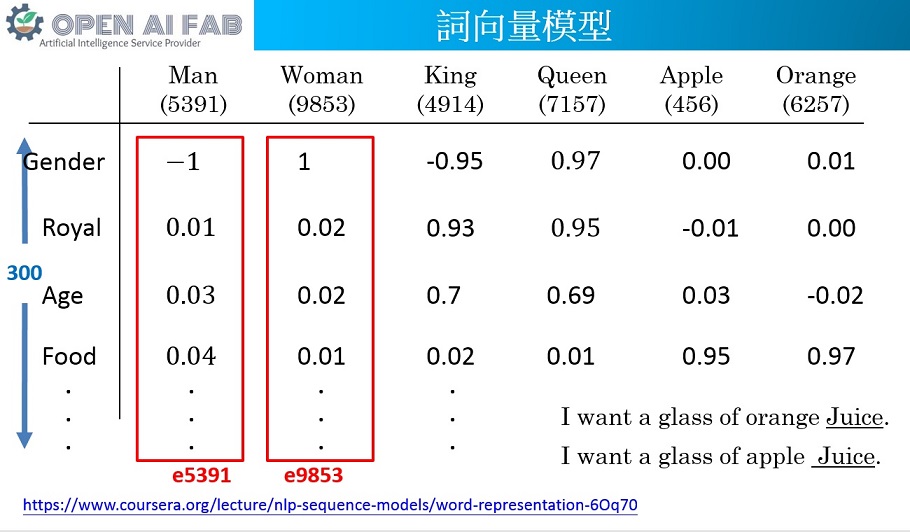 OPEN AI FAB
Artificial Intelligence Service Provider
詞向量模型
Man Woman King Queen Apple Orange
(5391) (9853) (4914) (7157) (456) (6257)
Gender −1 1 -0.95 0.97 0.00 0.01
Royal 0.01 0.02 0.93 0.95 -0.01 0.00
300
Age 0.03 0.02 0.7 0.69 0.03 -0.02
Food 0.04 0.01 0.02 0.01 0.95 0.97
I want a glass of orange Juice.
I want a glass of apple Juice.
e5391 e9853
https://www.coursera.org/lecture/nlp-sequence-models/word-representation-6Oq70